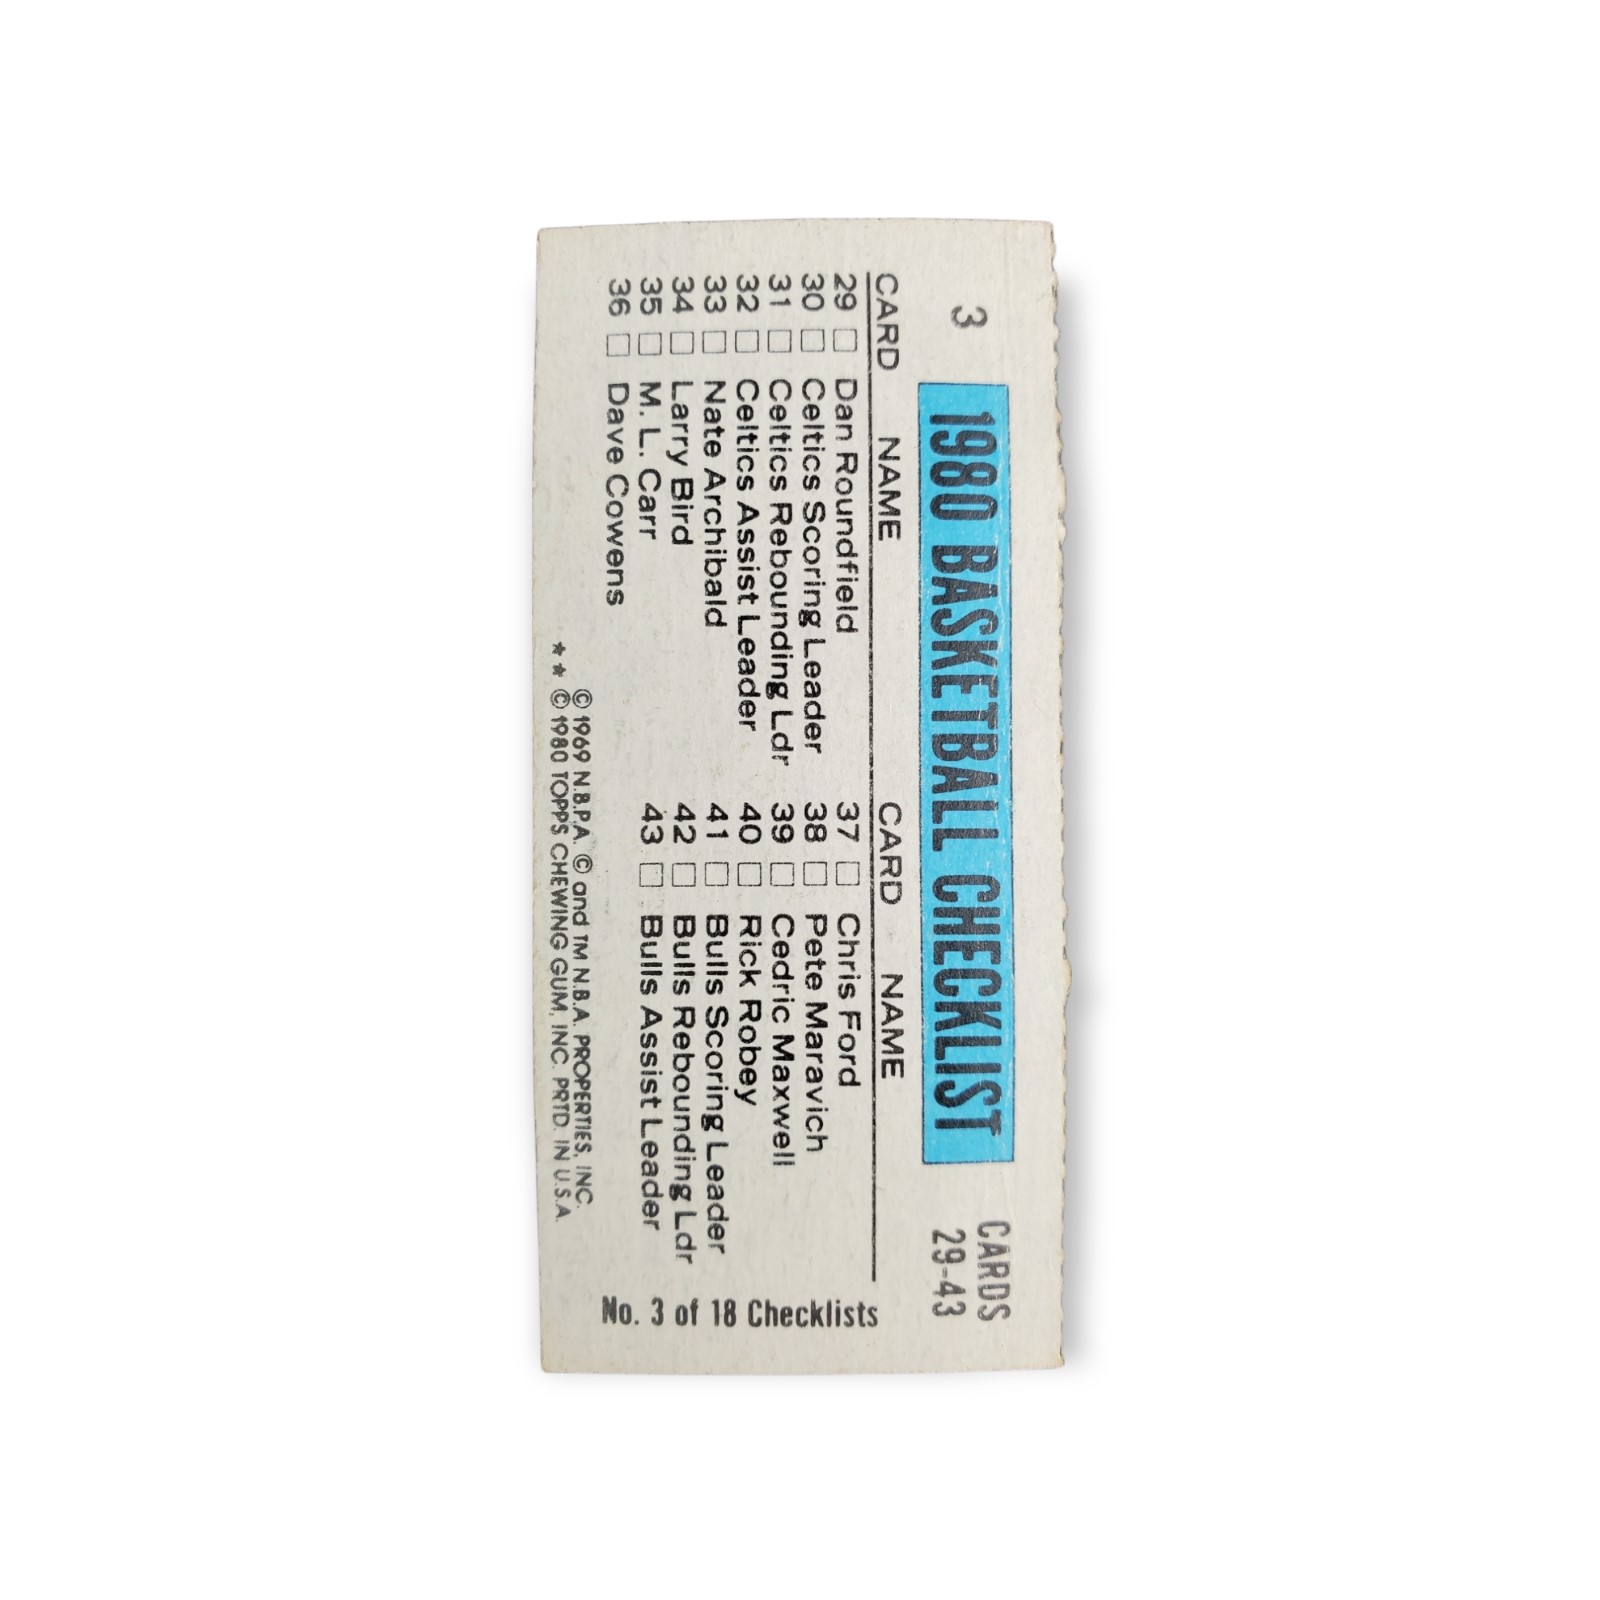 3
1980 BASKETBALL CHECKLIST
CARDS
29-43
CARD NAME CARD NAME
29 □ Dan Roundfield
30 □ Celtics Scoring Leader
31 □ Celtics Rebounding Ldr
32 □ Celtics Assist Leader
33 □ Nate Archibald
34 □ Larry Bird
35 □ M. L. Carr
36 □ Dave Cowens
37 □ Chris Ford
38 □ Pete Maravich
39 □ Cedric Maxwell
40 □ Rick Robey
41 □ Bulls Scoring Leader
42 □ Bulls Rebounding Ldr
43 □ Bulls Assist Leader
No. 3 of 18 Checklists
© 1969 N.B.P.A. © and TM N.B.A. PROPERTIES, INC.
** © 1980 TOPPS CHEWING GUM, INC. PRTD. IN U.S.A.